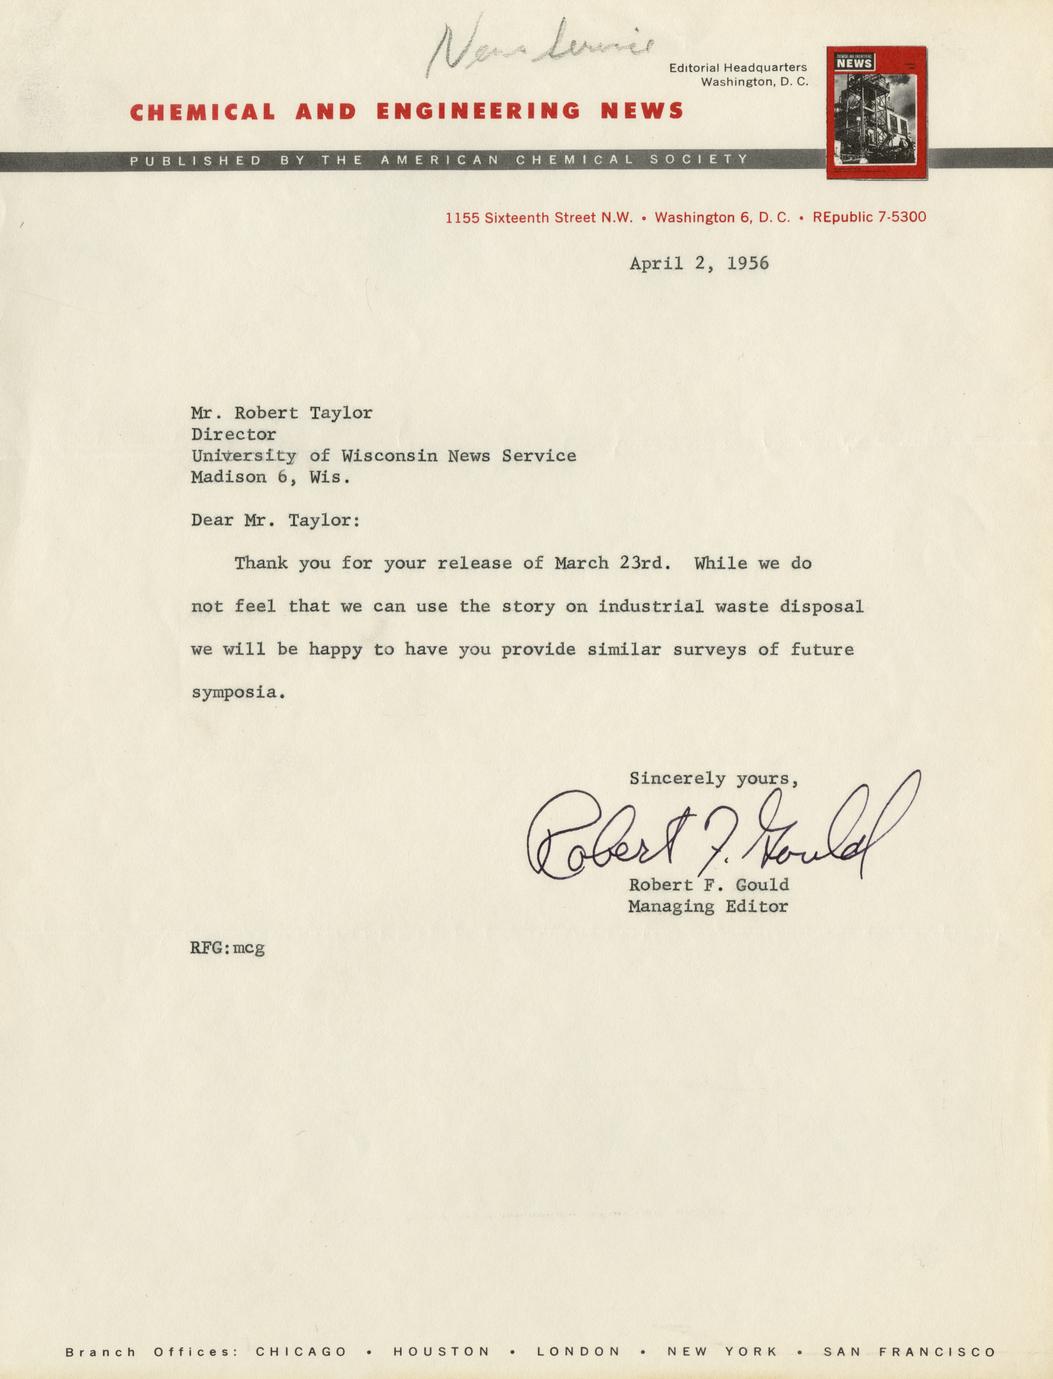 News Service
Editorial Headquarters
Washington, D. C.
NEWS
CHEMICAL AND ENGINEERING NEWS
PUBLISHED BY THE AMERICAN CHEMICAL SOCIETY
1155 Sixteenth Street N.W. • Washington 6, D. C. • REpublic 7-5300
April 2, 1956
Mr. Robert Taylor
Director
University of Wisconsin News Service
Madison 6, Wis.
Dear Mr. Taylor:
Thank you for your release of March 23rd. While we do
not feel that we can use the story on industrial waste disposal
we will be happy to have you provide similar surveys of future
symposia.
Sincerely yours,
Robert F. Gould
Robert F. Gould
Managing Editor
RFG:mcg
Branch Offices: CHICAGO • HOUSTON • LONDON • NEW YORK • SAN FRANCISCO